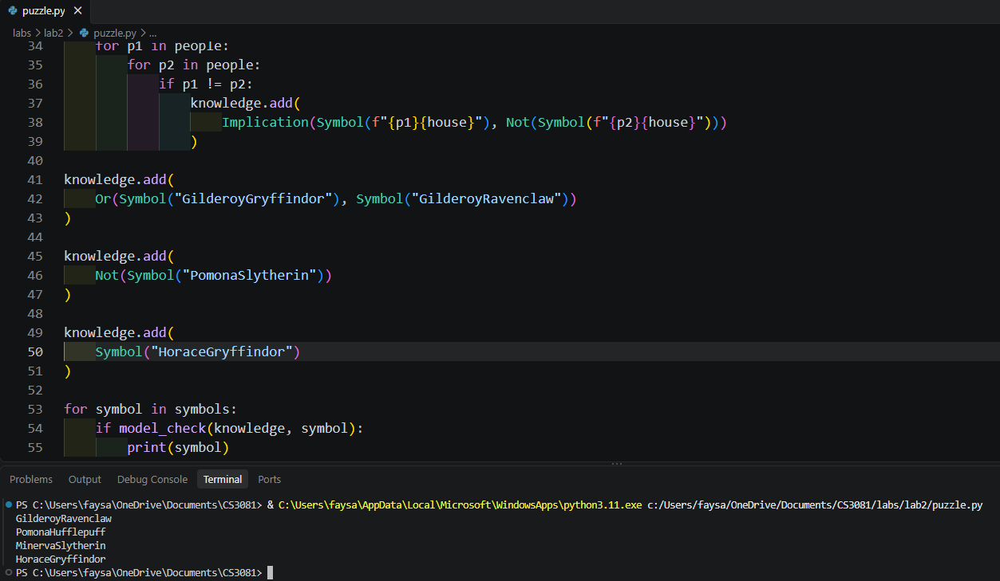 puzzle.py ×
labs > lab2 > puzzle.py > ...
34 for p1 in people:
35 for p2 in people:
36 if p1 != p2:
37 knowledge.add(
38 Implication(Symbol(f"{p1}{house}"), Not(Symbol(f"{p2}{house}")))
39 )
40
41 knowledge.add(
42 Or(Symbol("GilderoyGryffindor"), Symbol("GilderoyRavenclaw"))
43 )
44
45 knowledge.add(
46 Not(Symbol("PomonaSlytherin"))
47 )
48
49 knowledge.add(
50 Symbol("HoraceGryffindor")
51 )
52
53 for symbol in symbols:
54 if model_check(knowledge, symbol):
55 print(symbol)
Problems Output Debug Console Terminal Ports
PS C:\Users\faysa\OneDrive\Documents\CS3081> & C:\Users\faysa\AppData\Local\Microsoft\WindowsApps\python3.11.exe c:/Users/faysa/OneDrive/Documents/CS3081/labs/lab2/puzzle.py
GilderoyRavenclaw
PomonaHufflepuff
MinervaSlytherin
HoraceGryffindor
PS C:\Users\faysa\OneDrive\Documents\CS3081>